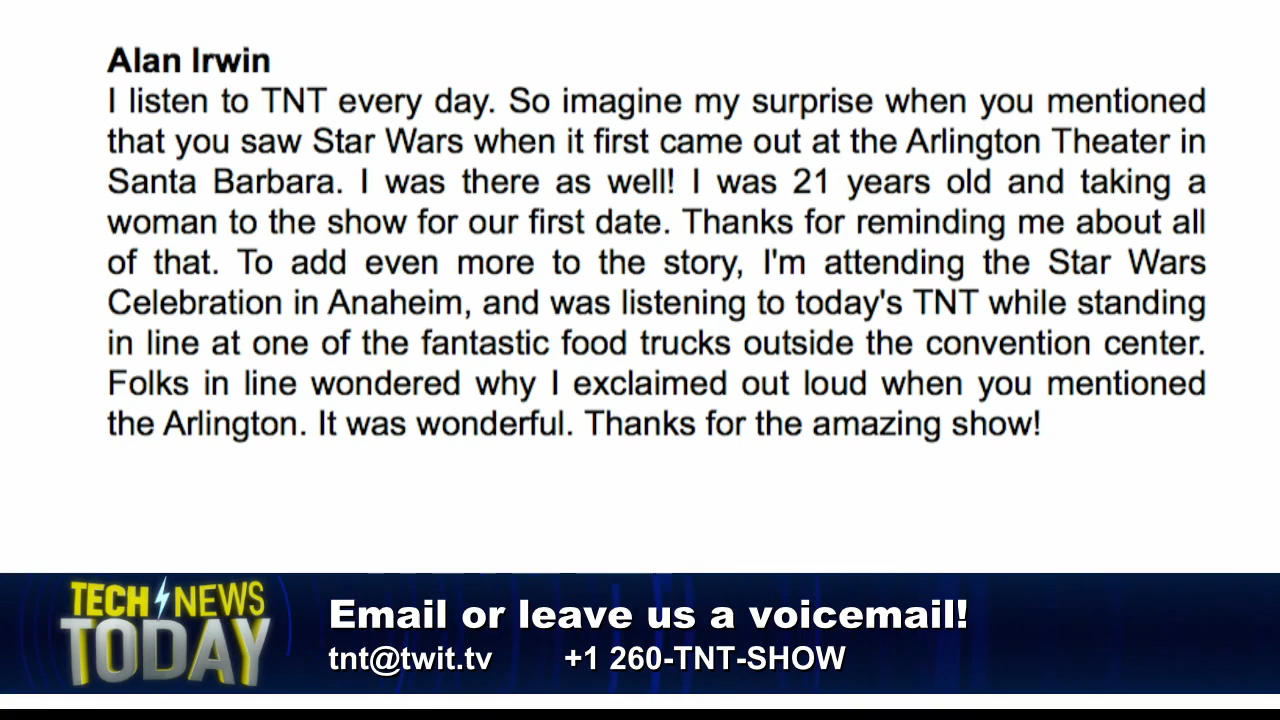 Alan Irwin
I listen to TNT every day. So imagine my surprise when you mentioned
that you saw Star Wars when it first came out at the Arlington Theater in
Santa Barbara. I was there as well! I was 21 years old and taking a
woman to the show for our first date. Thanks for reminding me about all
of that. To add even more to the story, I'm attending the Star Wars
Celebration in Anaheim, and was listening to today's TNT while standing
in line at one of the fantastic food trucks outside the convention center.
Folks in line wondered why I exclaimed out loud when you mentioned
the Arlington. It was wonderful. Thanks for the amazing show!
TECH NEWS
TODAY
Email or leave us a voicemail!
tnt@twit.tv +1 260-TNT-SHOW